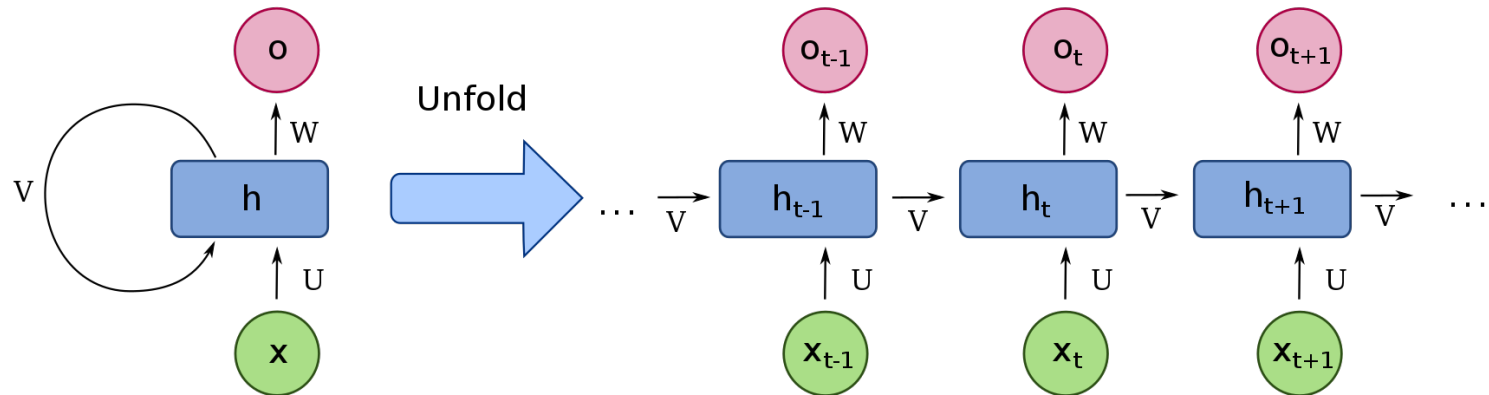 o
W
Unfold
V
h
U
x
o_{t-1}
o_t
o_{t+1}
W
W
W
...
V
h_{t-1}
V
h_t
V
h_{t+1}
V
...
U
U
U
x_{t-1}
x_t
x_{t+1}